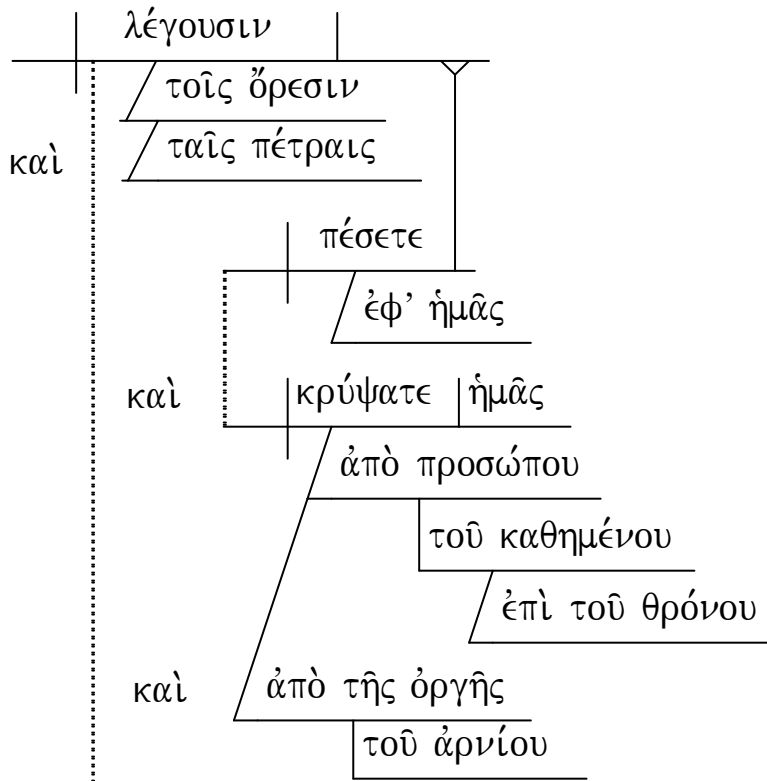 λέγουσιν
τοῖς ὄρεσιν
καὶ ταῖς πέτραις
πέσετε
ἐφ’ ἡμᾶς
καὶ κρύψατε ἡμᾶς
ἀπὸ προσώπου
τοῦ καθημένου
ἐπὶ τοῦ θρόνου
καὶ ἀπὸ τῆς ὀργῆς
τοῦ ἀρνίου